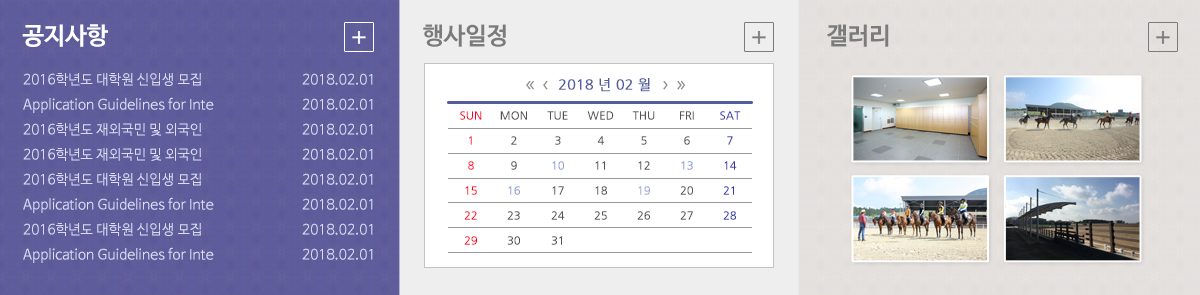 공지사항
2016학년도 대학원 신입생 모집 2018.02.01
Application Guidelines for Inte 2018.02.01
2016학년도 재외국민 및 외국인 2018.02.01
2016학년도 재외국민 및 외국인 2018.02.01
2016학년도 대학원 신입생 모집 2018.02.01
Application Guidelines for Inte 2018.02.01
2016학년도 대학원 신입생 모집 2018.02.01
Application Guidelines for Inte 2018.02.01
행사일정
« ‹ 2018 년 02 월 › »
SUN MON TUE WED THU FRI SAT
1 2 3 4 5 6 7
8 9 10 11 12 13 14
15 16 17 18 19 20 21
22 23 24 25 26 27 28
29 30 31
갤러리